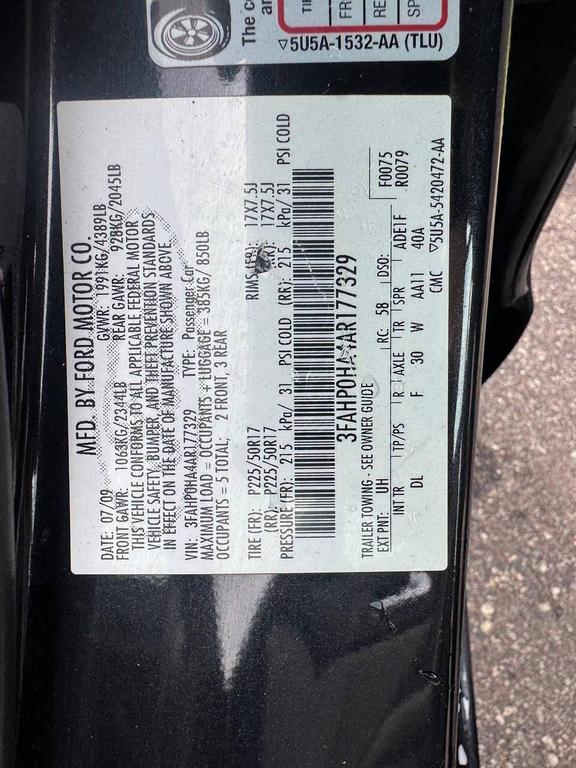 The co
an
TI
FR
RE
SP
▽5U5A-1532-AA (TLU)
MFD. BY FORD MOTOR CO.
DATE: 07/09 GVWR: 1991KG/4389LB
FRONT GAWR: 1063KG/2344LB REAR GAWR: 928KG/2045LB
THIS VEHICLE CONFORMS TO ALL APPLICABLE FEDERAL MOTOR
VEHICLE SAFETY, BUMPER, AND THEFT PREVENTION STANDARDS
IN EFFECT ON THE DATE OF MANUFACTURE SHOWN ABOVE.
VIN: 3FAHP0HA4AR177329 TYPE: Passenger Car
MAXIMUM LOAD = OCCUPANTS + LUGGAGE = 385KG/ 850LB
OCCUPANTS = 5 TOTAL: 2 FRONT, 3 REAR
TIRE (FR): P225/50R17 RIMS (FR): 17X7.5J
(RR): P225/50R17 (RR): 17X7.5J
PRESSURE (FR): 215 kPa/ 31 PSI COLD (RR): 215 kPa/ 31 PSI COLD
3FAHP0HA4AR177329
TRAILER TOWING - SEE OWNER GUIDE F0075
EXT PNT: UH RC: 58 DSO: R0079
INT TR TP/PS R AXLE TR SPR ADE1F
DL F 30 W AA11 40A
CMC ▽5U5A-5420472-AA